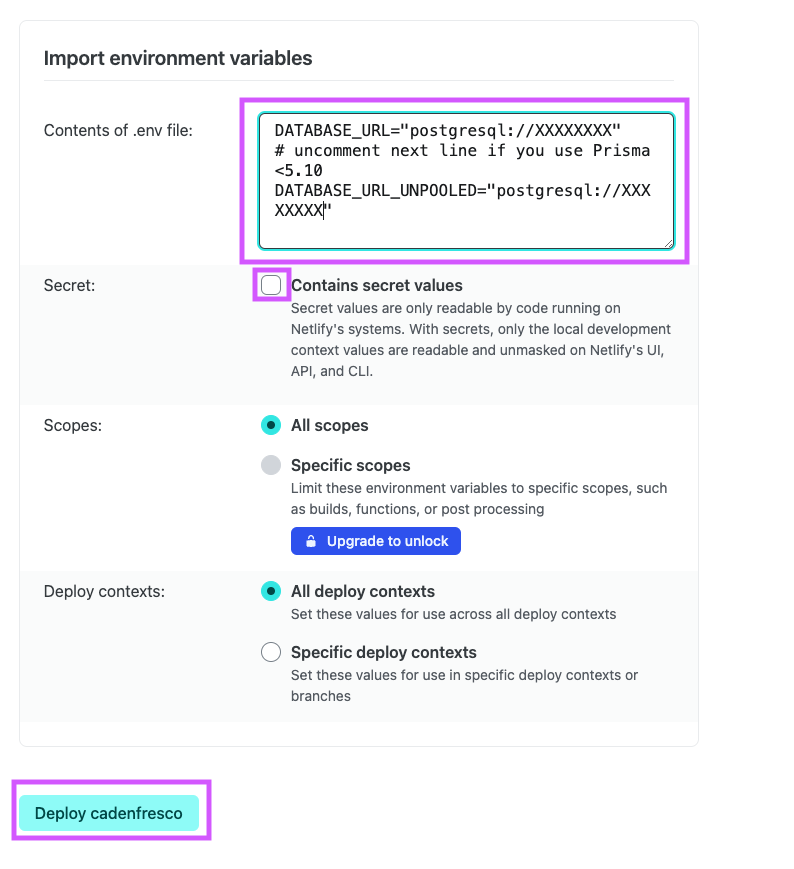 Import environment variables
Contents of .env file:
DATABASE_URL="postgresql://XXXXXXXX"
# uncomment next line if you use Prisma
<5.10
DATABASE_URL_UNPOOLED="postgresql://XXX
XXXXX"
Secret:
Contains secret values
Secret values are only readable by code running on
Netlify's systems. With secrets, only the local development
context values are readable and unmasked on Netlify's UI,
API, and CLI.
Scopes:
All scopes
Specific scopes
Limit these environment variables to specific scopes, such
as builds, functions, or post processing
Upgrade to unlock
Deploy contexts:
All deploy contexts
Set these values for use across all deploy contexts
Specific deploy contexts
Set these values for use in specific deploy contexts or
branches
Deploy cadenfresco